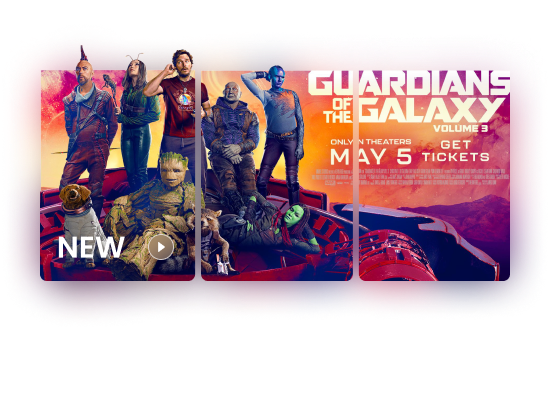 GUARDIANS
OF THE GALAXY
VOLUME 3
ONLY IN THEATERS
MAY 5
GET
TICKETS
NEW